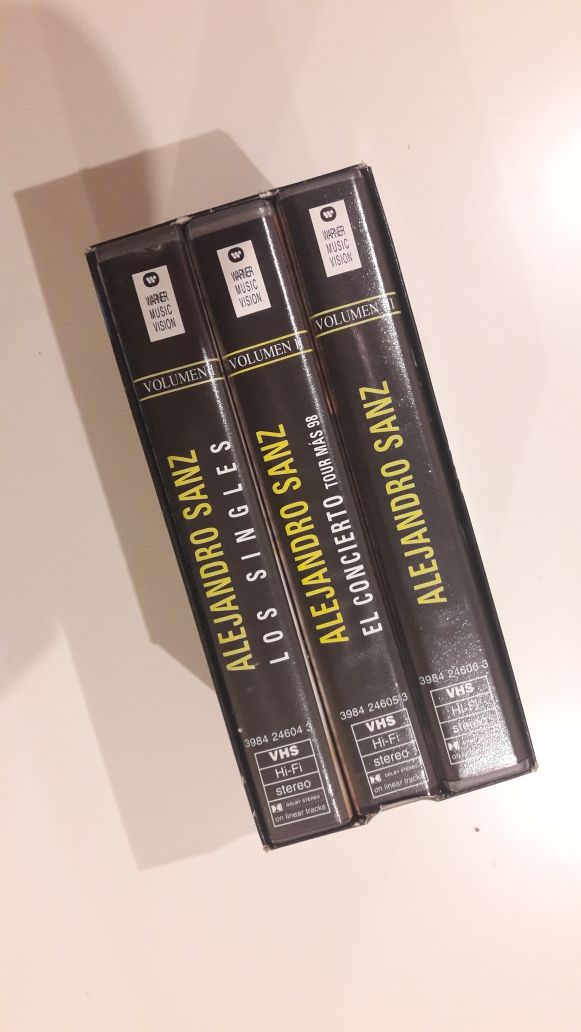 WARNER
MUSIC
VISION
VOLUMEN
ALEJANDRO SANZ
LOS SINGLES
3984 24604 3
VHS
Hi-Fi
stereo
DOLBY STEREO
on linear tracks
WARNER
MUSIC
VISION
VOLUMEN
ALEJANDRO SANZ
EL CONCIERTO TOUR MÁS 98
3984 24605 3
VHS
Hi-Fi
stereo
DOLBY STEREO
on linear tracks
WARNER
MUSIC
VISION
VOLUMEN
ALEJANDRO SANZ
3984 24606 3
VHS
Hi-Fi
stereo
on